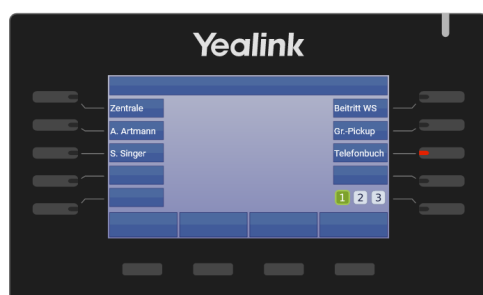 Yealink
Zentrale
Beitritt WS
A. Artmann
Gr.-Pickup
S. Singer
Telefonbuch
1 2 3